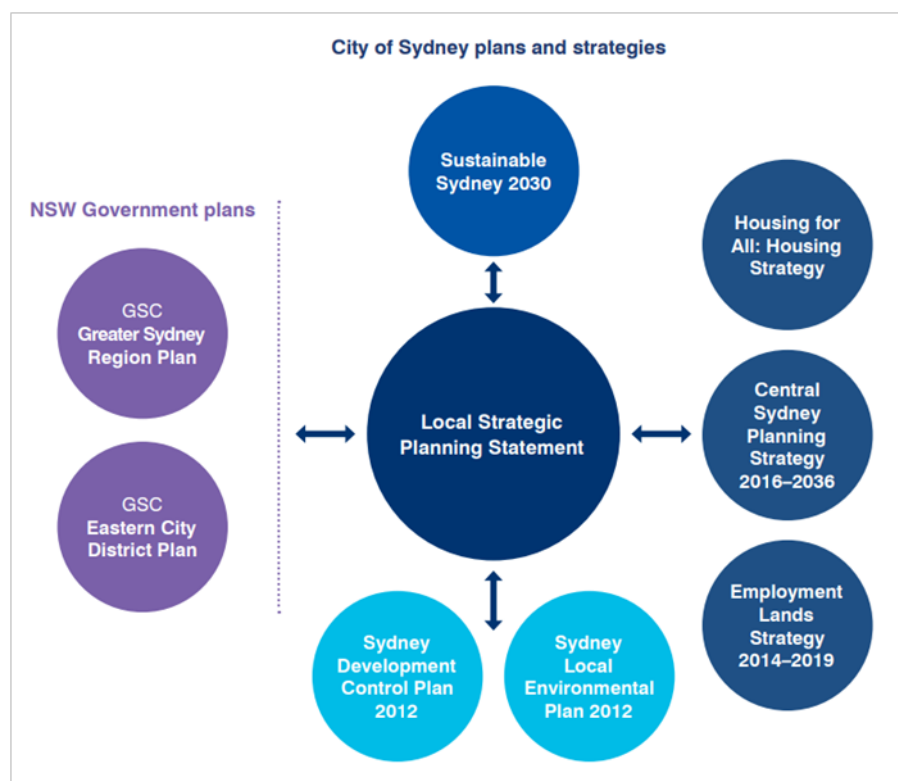 City of Sydney plans and strategies
Sustainable
Sydney 2030
NSW Government plans
GSC
Greater Sydney
Region Plan
GSC
Eastern City
District Plan
Local Strategic
Planning Statement
Housing for
All: Housing
Strategy
Central
Sydney
Planning
Strategy
2016–2036
Employment
Lands
Strategy
2014–2019
Sydney
Development
Control Plan
2012
Sydney
Local
Environmental
Plan 2012